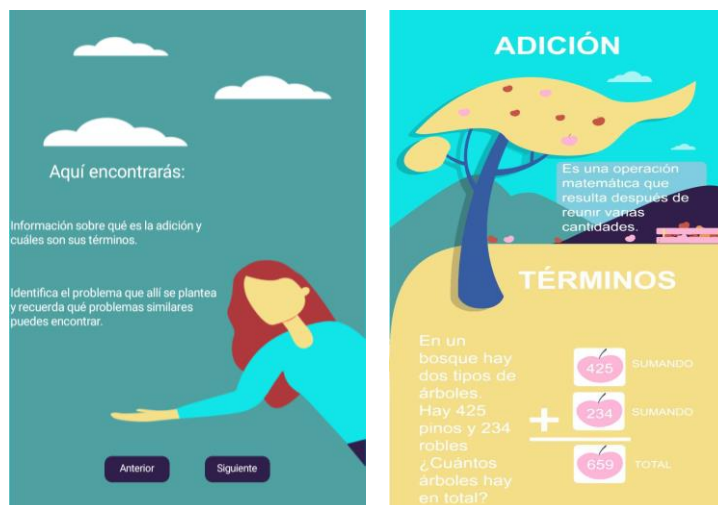 Aquí encontrarás:
Información sobre qué es la adición y
cuáles son sus términos.
Identifica el problema que allí se plantea
y recuerda qué problemas similares
puedes encontrar.
Anterior
Siguiente
ADICIÓN
Es una operación
matemática que
resulta después de
reunir varias
cantidades.
TÉRMINOS
En un
bosque hay
dos tipos de
árboles.
Hay 425
pinos y 234
robles
¿Cuántos
árboles hay
en total?
425 SUMANDO
+ 234 SUMANDO
659 TOTAL